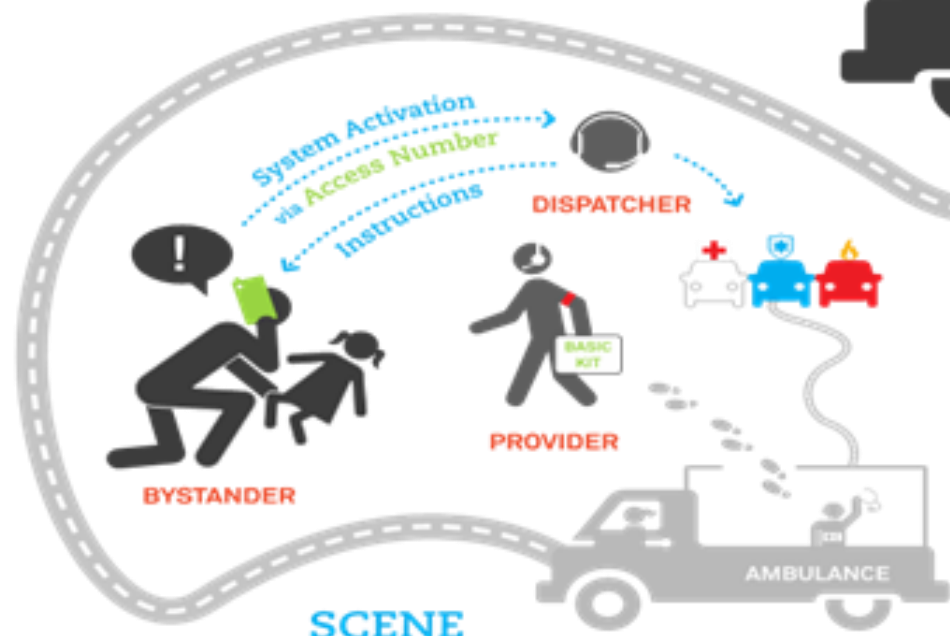 System Activation
via Access Number
Instructions
DISPATCHER
!
BASIC
KIT
PROVIDER
BYSTANDER
AMBULANCE
SCENE